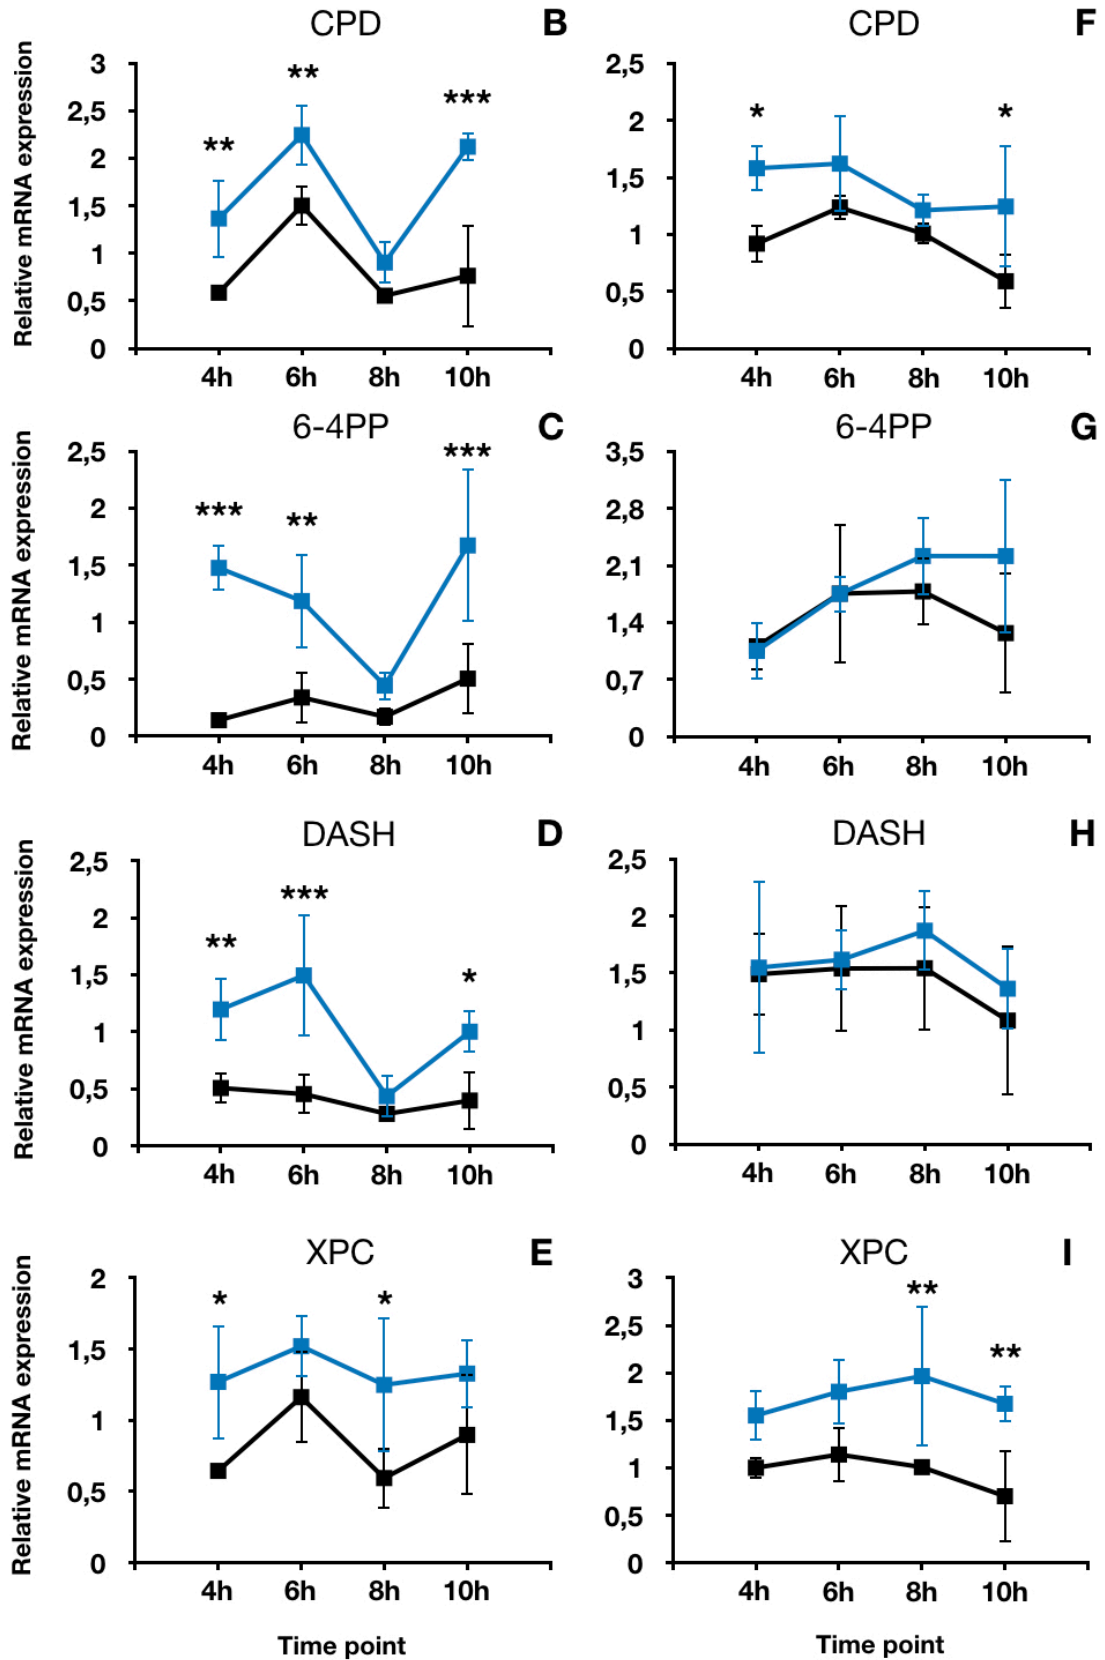 CPD B
Relative mRNA expression
3
2,5
2
1,5
1
0,5
0
** ** ***
4h 6h 8h 10h
CPD F
2,5
2
1,5
1
0,5
0
* *
4h 6h 8h 10h
6-4PP C
Relative mRNA expression
2,5
2
1,5
1
0,5
0
*** ** ***
4h 6h 8h 10h
6-4PP G
3,5
2,8
2,1
1,4
0,7
0
4h 6h 8h 10h
DASH D
Relative mRNA expression
2,5
2
1,5
1
0,5
0
** *** *
4h 6h 8h 10h
DASH H
2,5
2
1,5
1
0,5
0
4h 6h 8h 10h
XPC E
Relative mRNA expression
2
1,5
1
0,5
0
* *
4h 6h 8h 10h
Time point
XPC I
3
2,5
2
1,5
1
0,5
0
** **
4h 6h 8h 10h
Time point